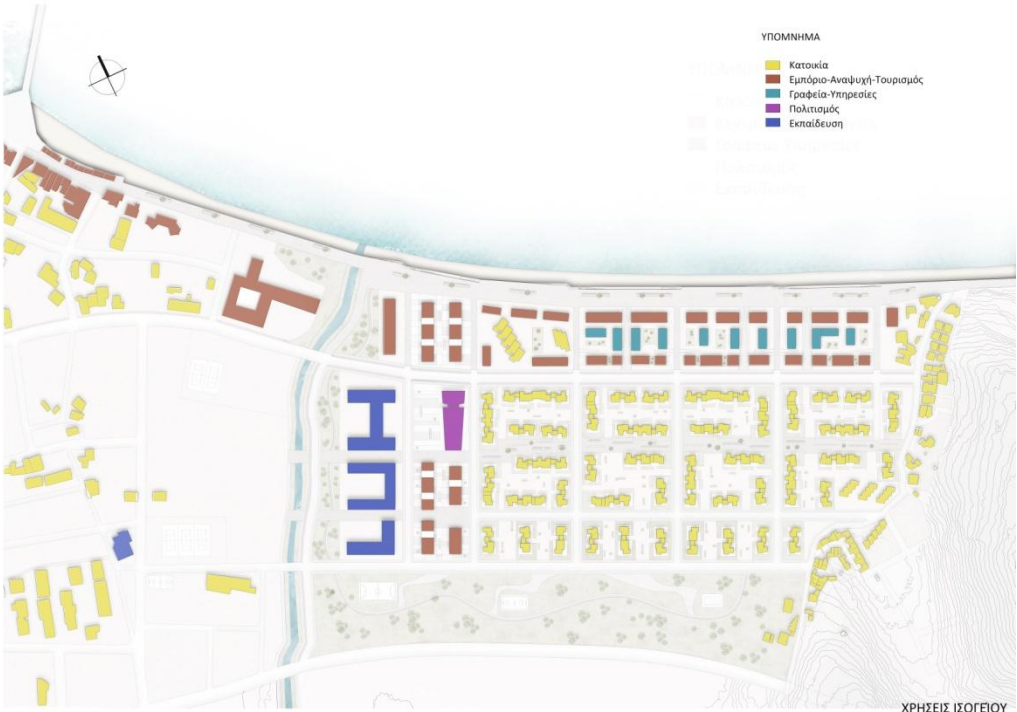 ΥΠΟΜΝΗΜΑ
Κατοικία
Εμπόριο-Αναψυχή-Τουρισμός
Γραφεία-Υπηρεσίες
Πολιτισμός
Εκπαίδευση
ΧΡΗΣΕΙΣ ΙΣΟΓΕΙΟΥ